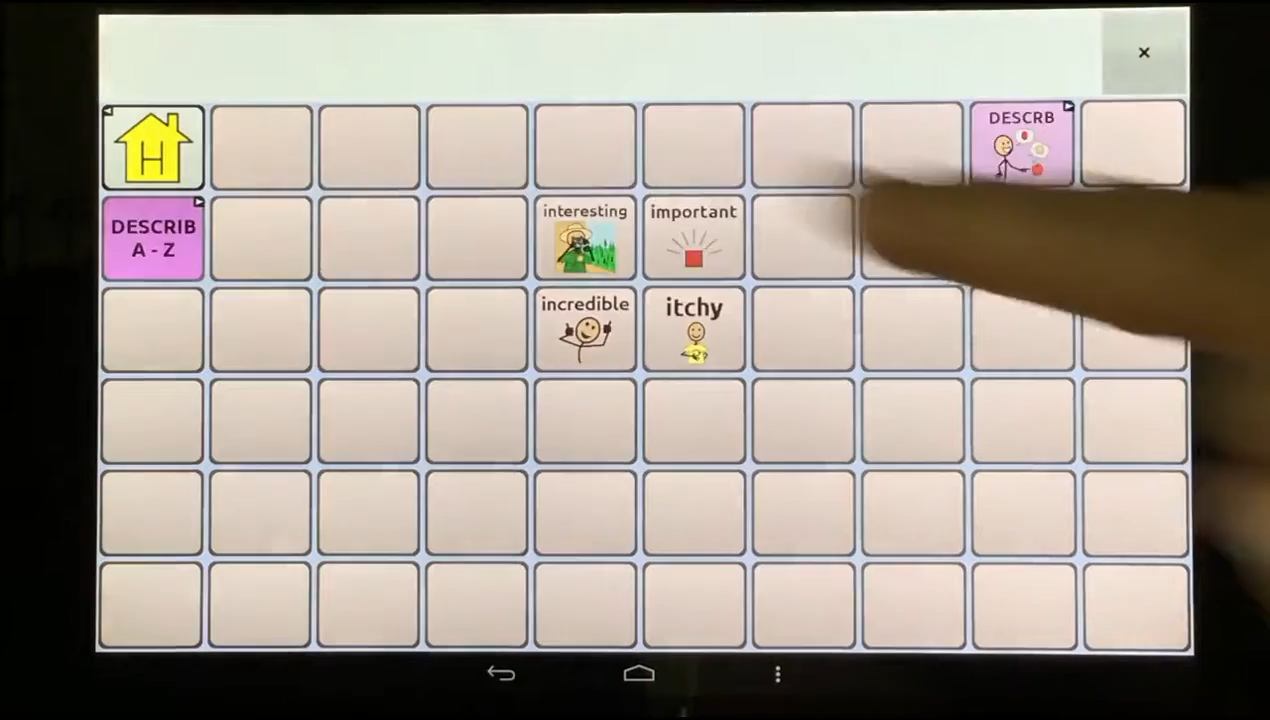 ×
H
DESCRB
DESCRIB
A - Z
interesting
important
incredible
itchy